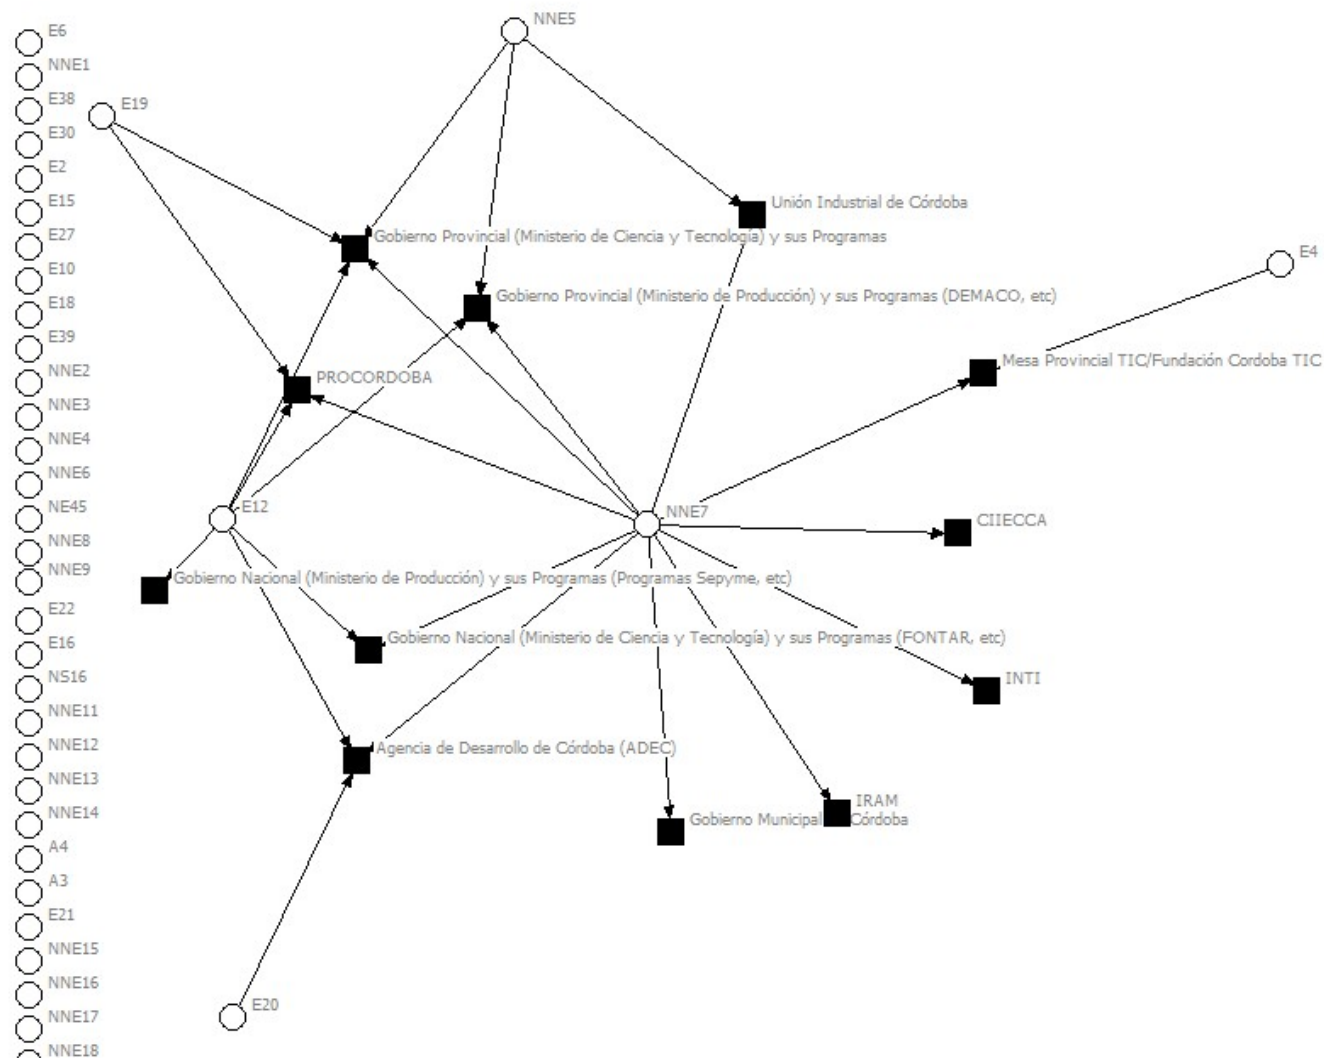 E6
NNE1
E38
E30
E2
E15
E27
E10
E18
E39
NNE2
NNE3
NNE4
NNE6
NE45
NNE8
NNE9
E22
E16
NS16
NNE11
NNE12
NNE13
NNE14
A4
A3
E21
NNE15
NNE16
NNE17
NNE18
NNE5
E19
Unión Industrial de Córdoba
Gobierno Provincial (Ministerio de Ciencia y Tecnología) y sus Programas
E4
Gobierno Provincial (Ministerio de Producción) y sus Programas (DEMACO, etc)
Mesa Provincial TIC/Fundación Cordoba TIC
PROCORDOBA
E12
NNE7
CIIECCA
Gobierno Nacional (Ministerio de Producción) y sus Programas (Programas Sepyme, etc)
Gobierno Nacional (Ministerio de Ciencia y Tecnología) y sus Programas (FONTAR, etc)
INTI
Agencia de Desarrollo de Córdoba (ADEC)
IRAM
Gobierno Municipal Córdoba
E20